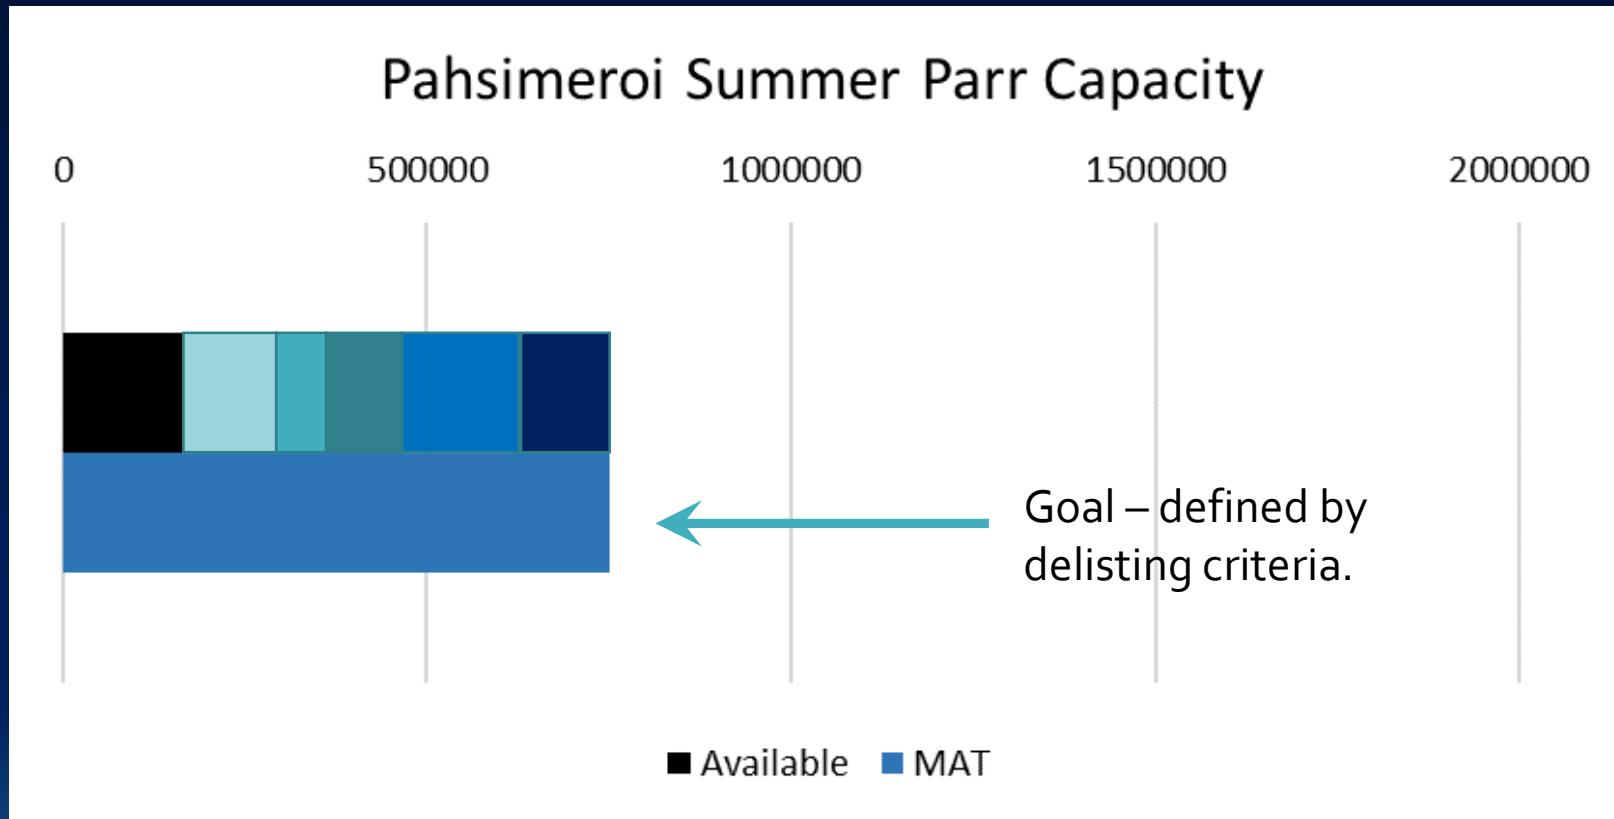 Pahsimeroi Summer Parr Capacity
0 500000 1000000 1500000 2000000
Goal – defined by
delisting criteria.
Available MAT